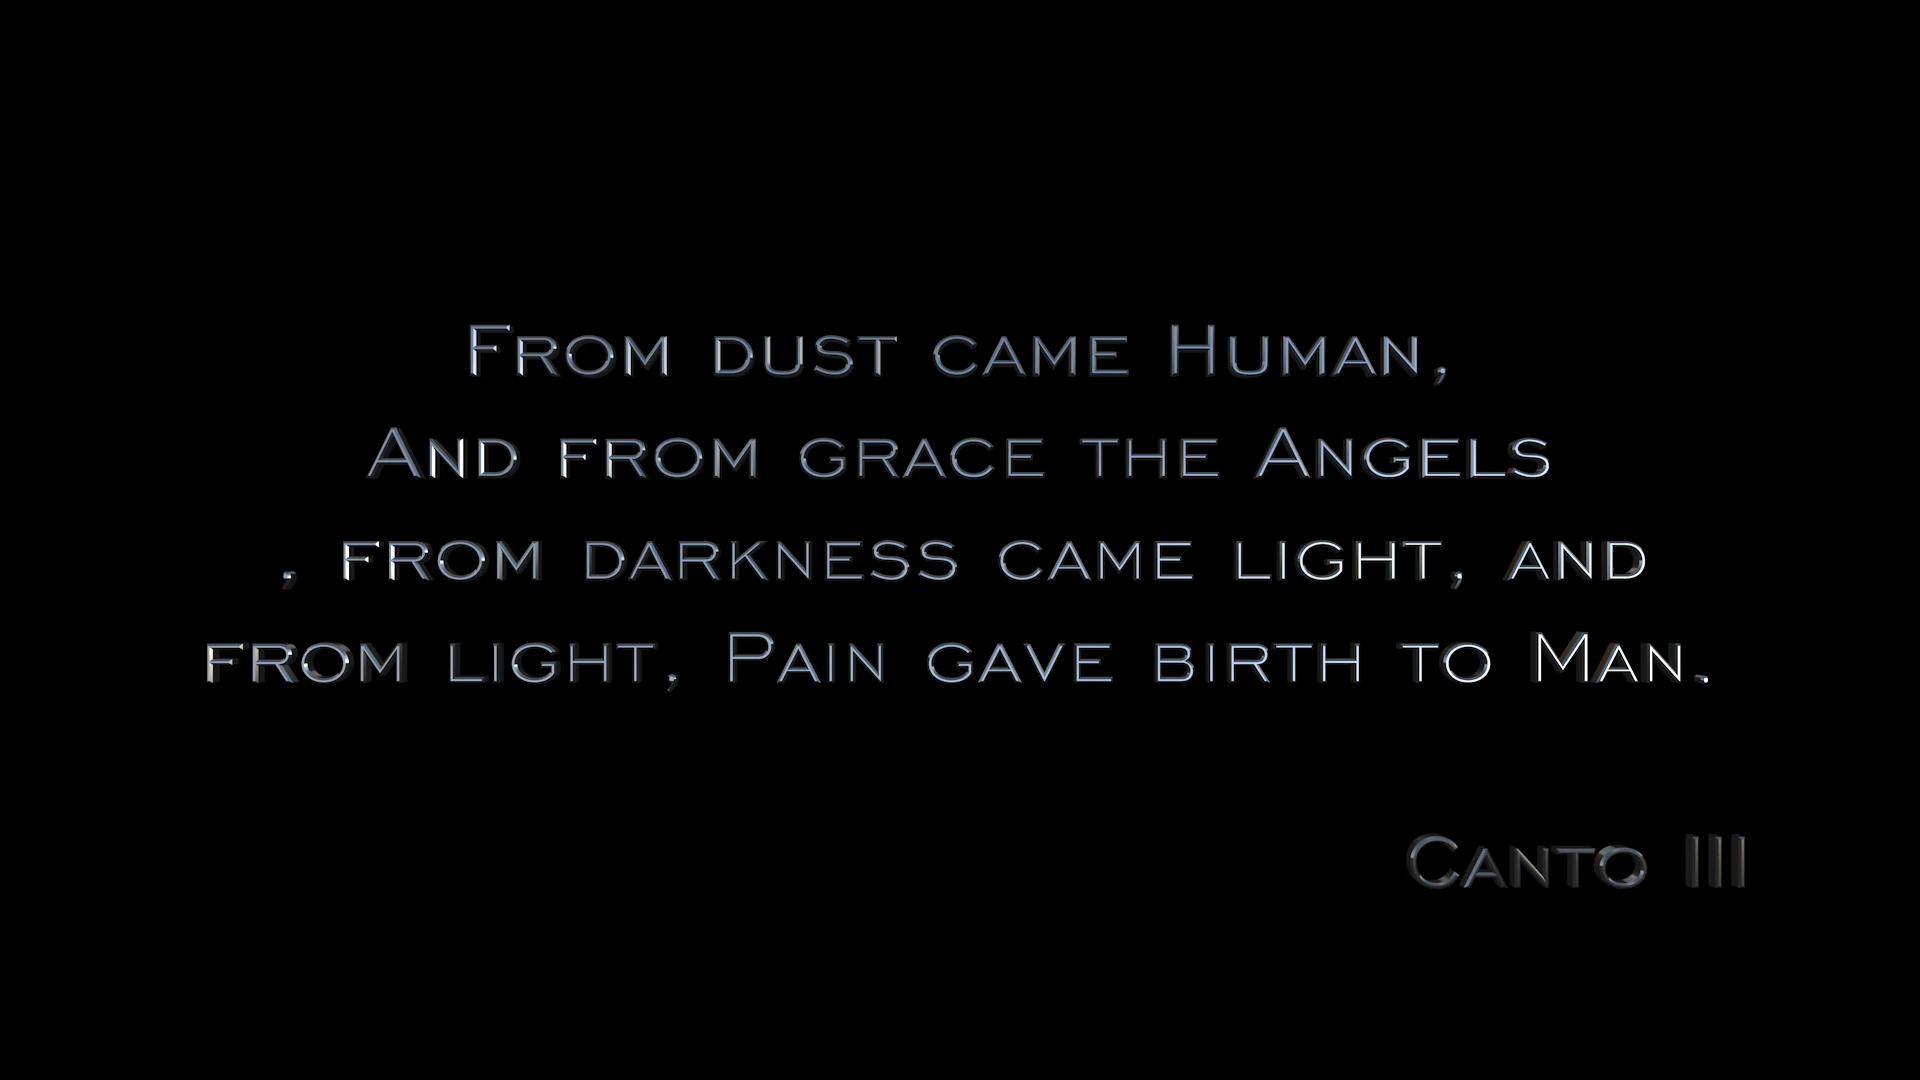 From dust came Human,
And from grace the Angels
, from darkness came light, and
from light, Pain gave birth to Man.
Canto III